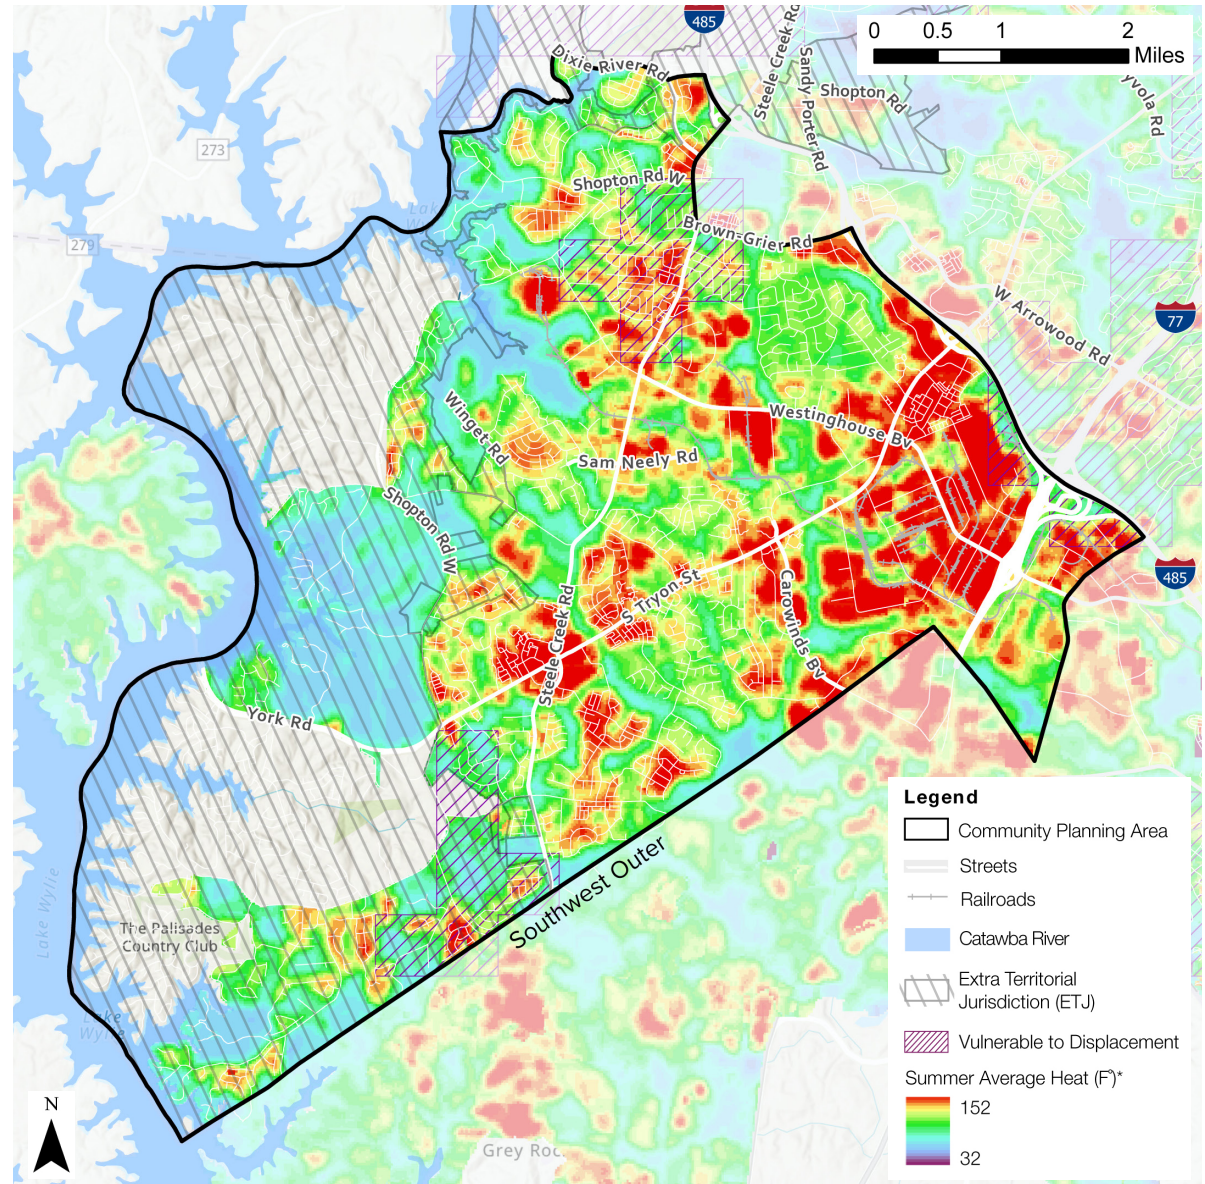 485
0 0.5 1 2
Miles
Dixie River Rd
Steele Creek Rd
Sandy Porter Rd
Shopton Rd
yvola Rd
273
Shopton Rd W
Lake
279
Brown-Grier Rd
W Arrowood Rd
77
Winget Rd
Westinghouse Bv
Sam Neely Rd
Shopton Rd W
485
Carowinds Bv
S Tryon St
Steele Creek Rd
York Rd
Legend
Community Planning Area
Streets
Railroads
Catawba River
Extra Territorial
Jurisdiction (ETJ)
Vulnerable to Displacement
Summer Average Heat (F°)*
152
32
Southwest Outer
Lake Wylie
The Palisades
Country Club
Lake
Wylie
N
Grey Roc